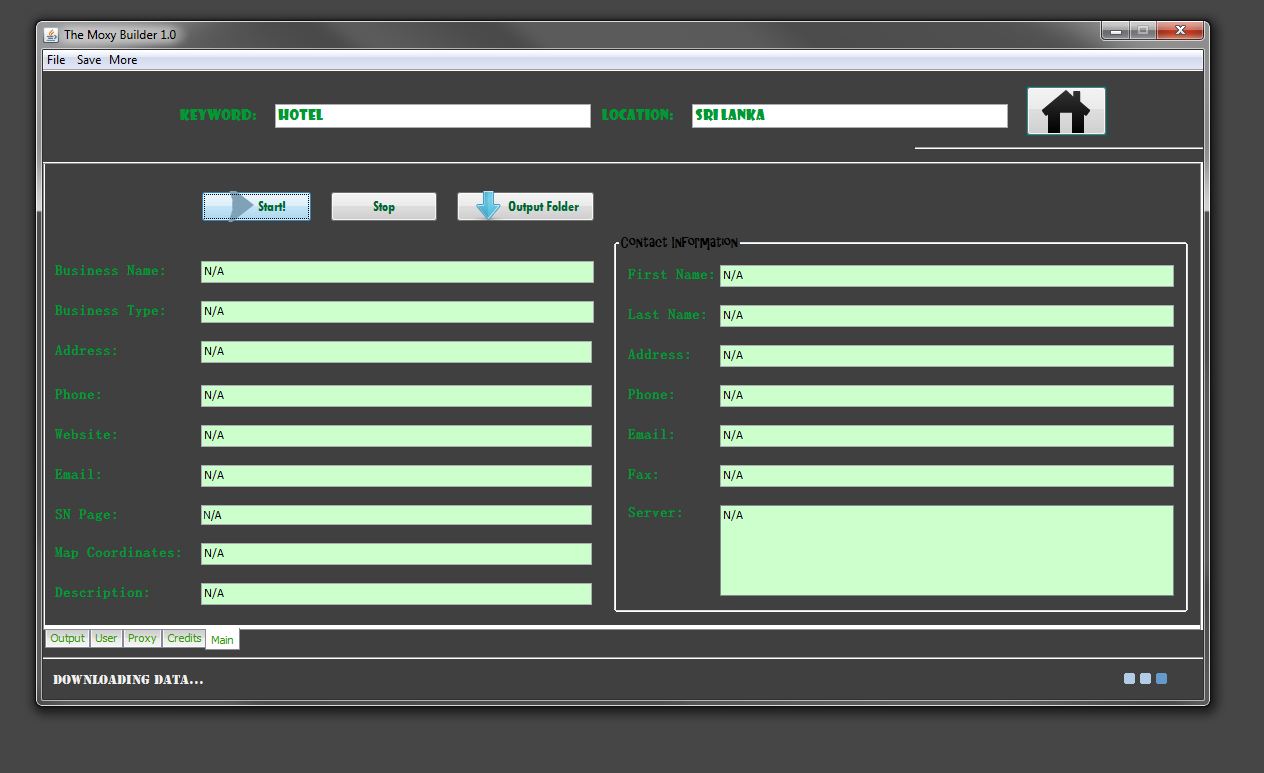 The Moxy Builder 1.0
File Save More
KEYWORD: HOTEL LOCATION: SRI LANKA
Start! Stop Output Folder
Contact Information
Business Name: N/A
Business Type: N/A
Address: N/A
Phone: N/A
Website: N/A
Email: N/A
SN Page: N/A
Map Coordinates: N/A
Description: N/A
First Name: N/A
Last Name: N/A
Address: N/A
Phone: N/A
Email: N/A
Fax: N/A
Server: N/A
Output User Proxy Credits Main
DOWNLOADING DATA...